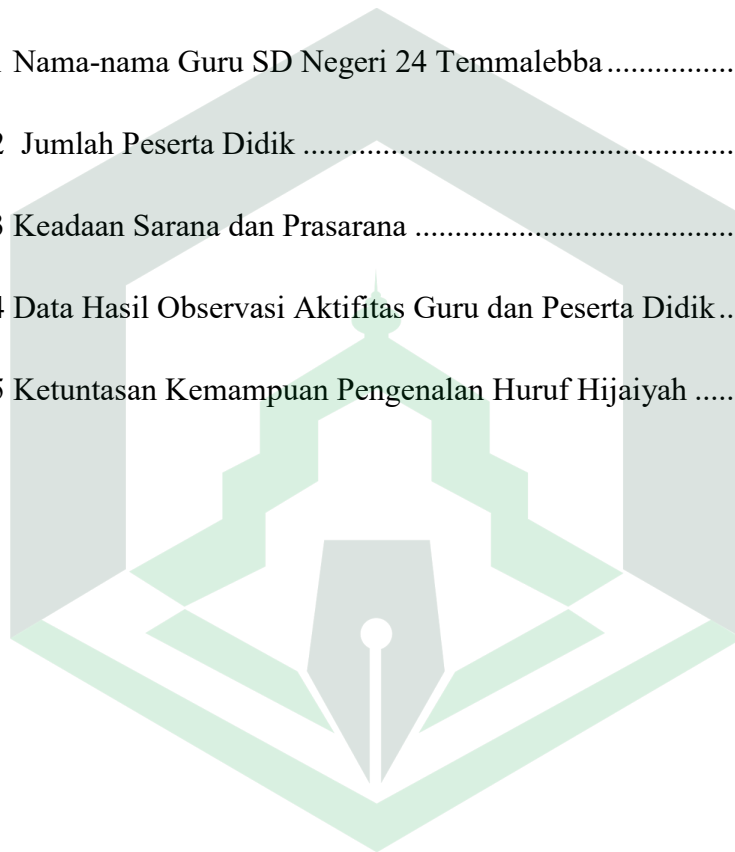 Nama-nama Guru SD Negeri 24 Temmalebba................
2 Jumlah Peserta Didik ......................................................
3 Keadaan Sarana dan Prasarana ........................................
4 Data Hasil Observasi Aktifitas Guru dan Peserta Didik..
5 Ketuntasan Kemampuan Pengenalan Huruf Hijaiyah .....